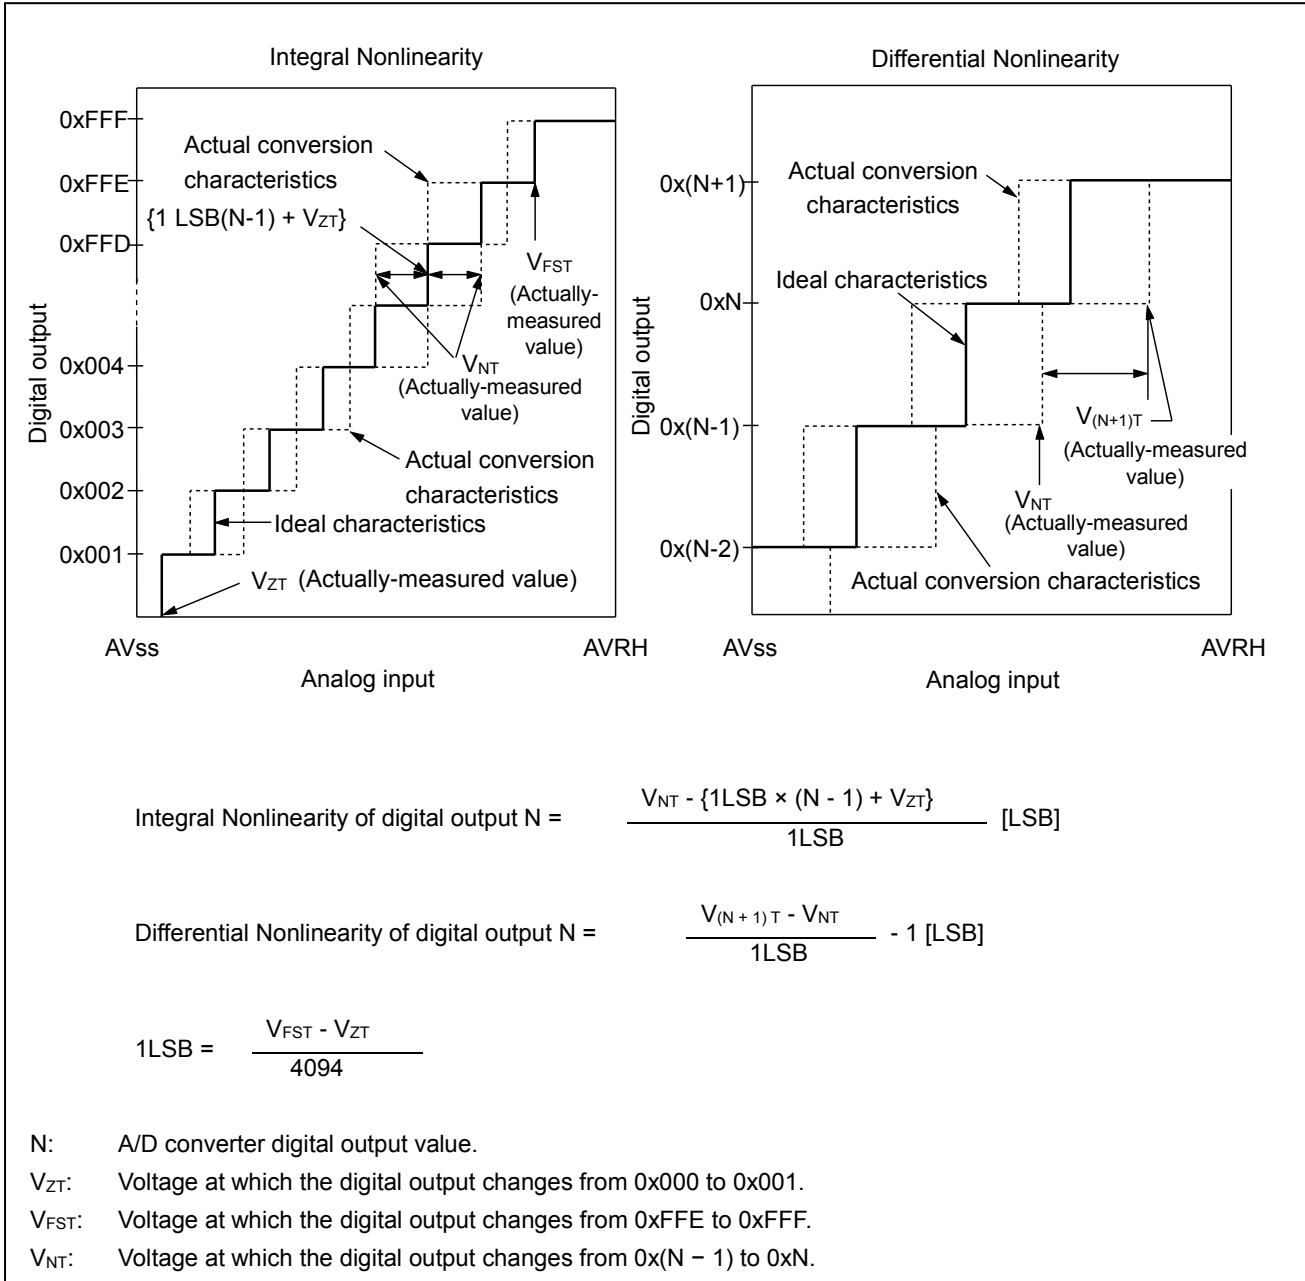 Integral Nonlinearity
0xFFF
0xFFE
0xFFD
0x004
0x003
0x002
0x001
Digital output
Actual conversion
characteristics
{1 LSB(N-1) + VZT}
VFST
(Actually-
measured
value)
VNT
(Actually-measured
value)
Actual conversion
characteristics
Ideal characteristics
VZT (Actually-measured value)
AVss
AVRH
Analog input
Differential Nonlinearity
0x(N+1)
0xN
0x(N-1)
0x(N-2)
Digital output
Actual conversion
characteristics
Ideal characteristics
V(N+1)T
(Actually-measured
value)
VNT
(Actually-measured
value)
Actual conversion characteristics
AVss
AVRH
Analog input
Integral Nonlinearity of digital output N =
VNT - {1LSB × (N - 1) + VZT}
1LSB
[LSB]
Differential Nonlinearity of digital output N =
V(N + 1) T - VNT
1LSB
- 1 [LSB]
1LSB =
VFST - VZT
4094
N: A/D converter digital output value.
VZT: Voltage at which the digital output changes from 0x000 to 0x001.
VFST: Voltage at which the digital output changes from 0xFFE to 0xFFF.
VNT: Voltage at which the digital output changes from 0x(N − 1) to 0xN.